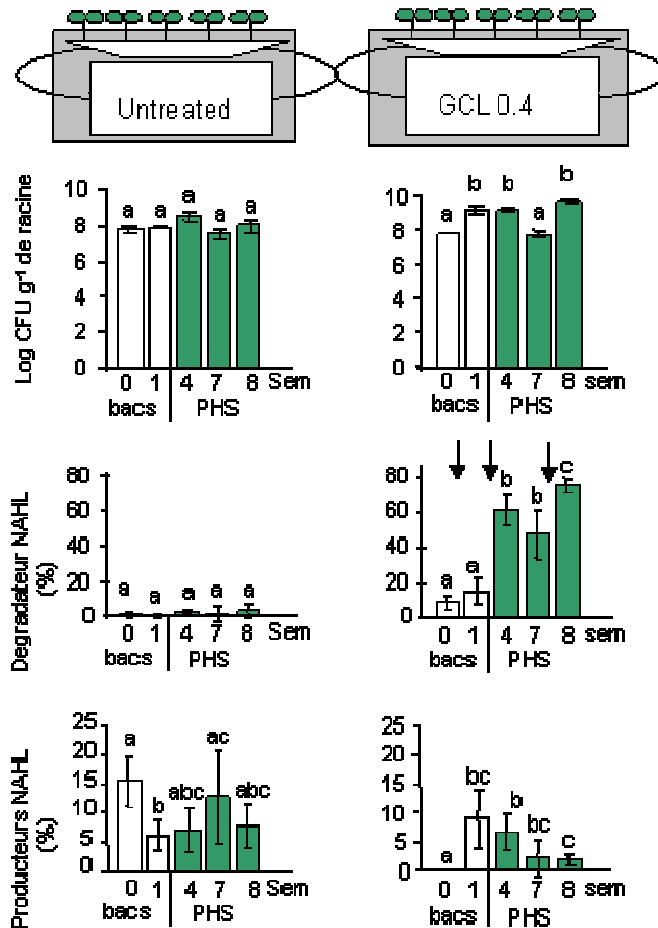 Untreated
GCL 0.4
Log CFU g-1 de racine
10
8
6
4
2
0
a a a a a
0 1 4 7 8 Sem
bacs PHS
10
8
6
4
2
0
a b b a b
0 1 4 7 8 sem
bacs PHS
Degradateur NAHL
(%)
80
60
40
20
0
a a a a a
0 1 4 7 8 Sem
bacs PHS
80
60
40
20
0
a a b b c
0 1 4 7 8 sem
bacs PHS
Producteurs NAHL
(%)
25
20
15
10
5
0
a b abc ac abc
0 1 4 7 8 Sem
bacs PHS
25
20
15
10
5
0
a bc b bc c
0 1 4 7 8 sem
bacs PHS